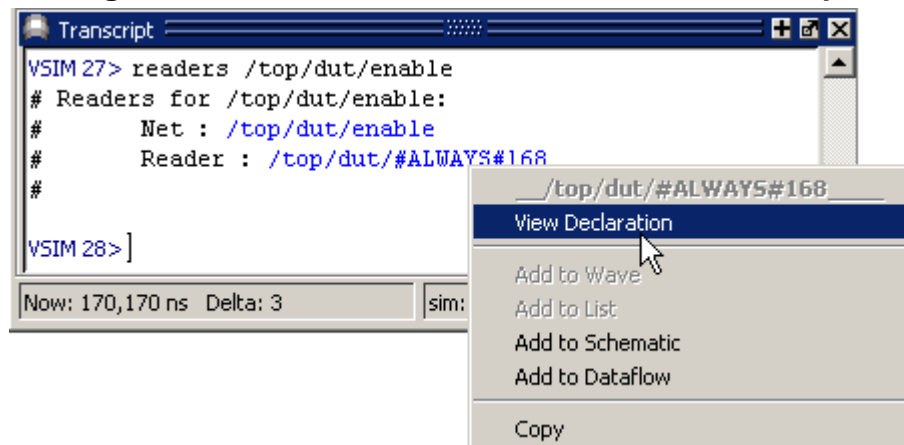 Transcript
VSIM 27> readers /top/dut/enable
# Readers for /top/dut/enable:
#       Net : /top/dut/enable
#       Reader : /top/dut/#ALWAYS#168
#
VSIM 28>
Now: 170,170 ns  Delta: 3
sim:
__/top/dut/#ALWAYS#168____
View Declaration
Add to Wave
Add to List
Add to Schematic
Add to Dataflow
Copy